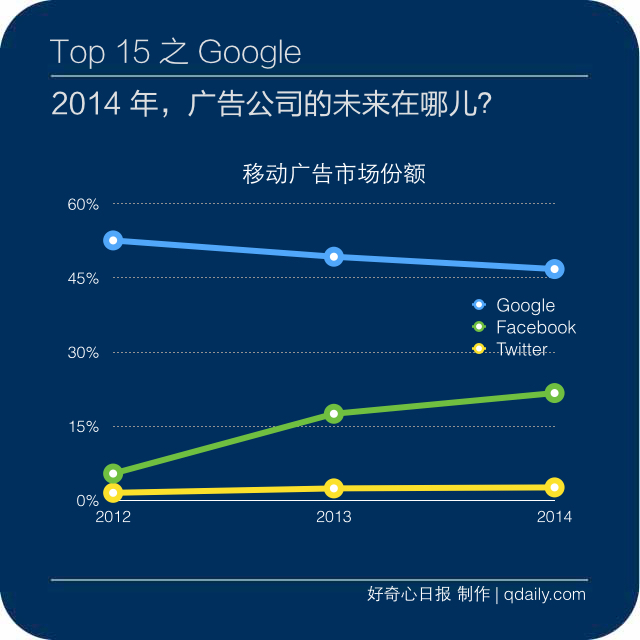 Top 15 之 Google
2014 年，广告公司的未来在哪儿？
移动广告市场份额
60%
45%
Google
Facebook
30%
Twitter
15%
0%
2012
2013
2014
好奇心日报 制作 | qdaily.com